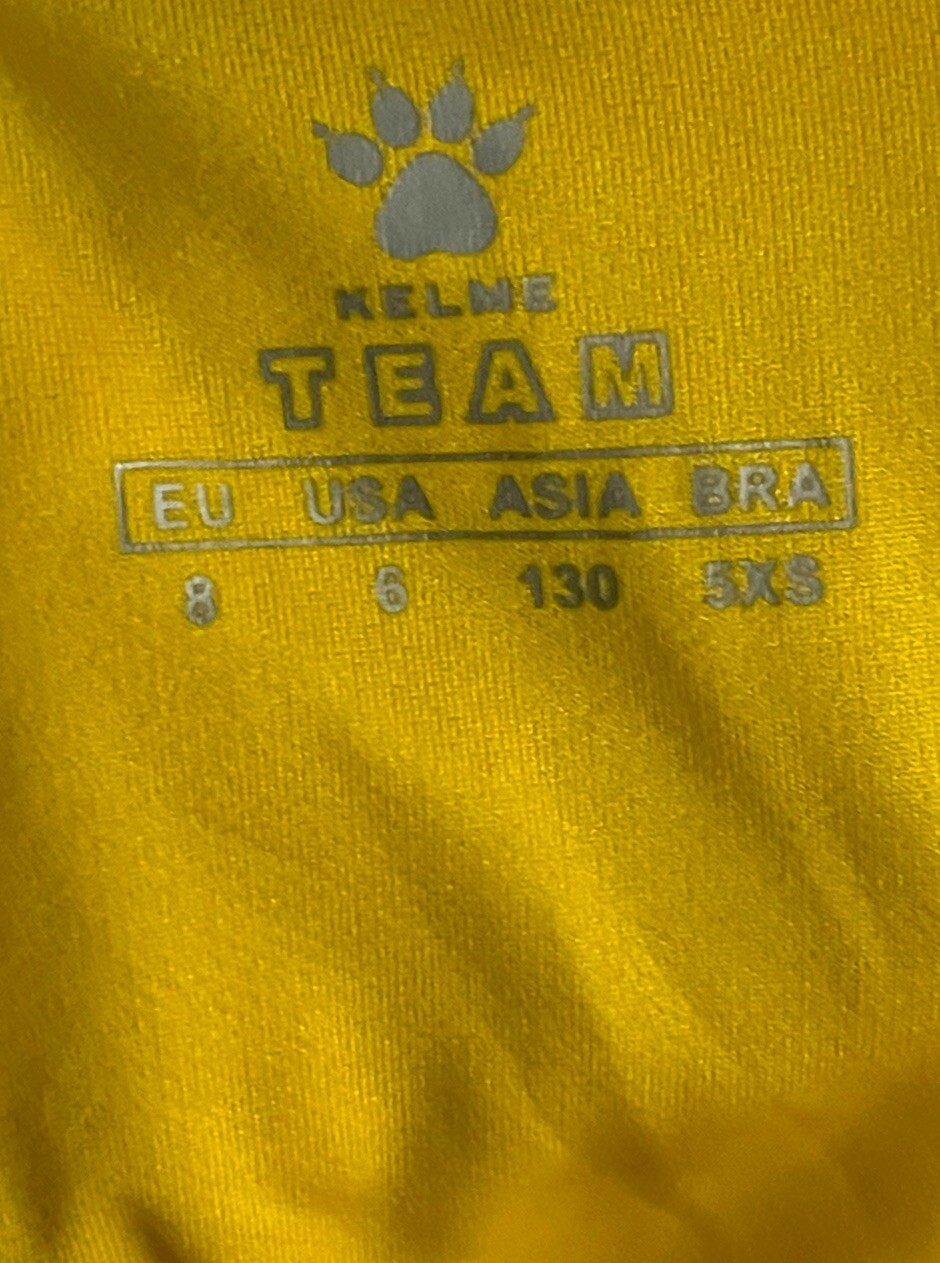 KELME
TEAM
EU USA ASIA BRA
8 6 130 5XS